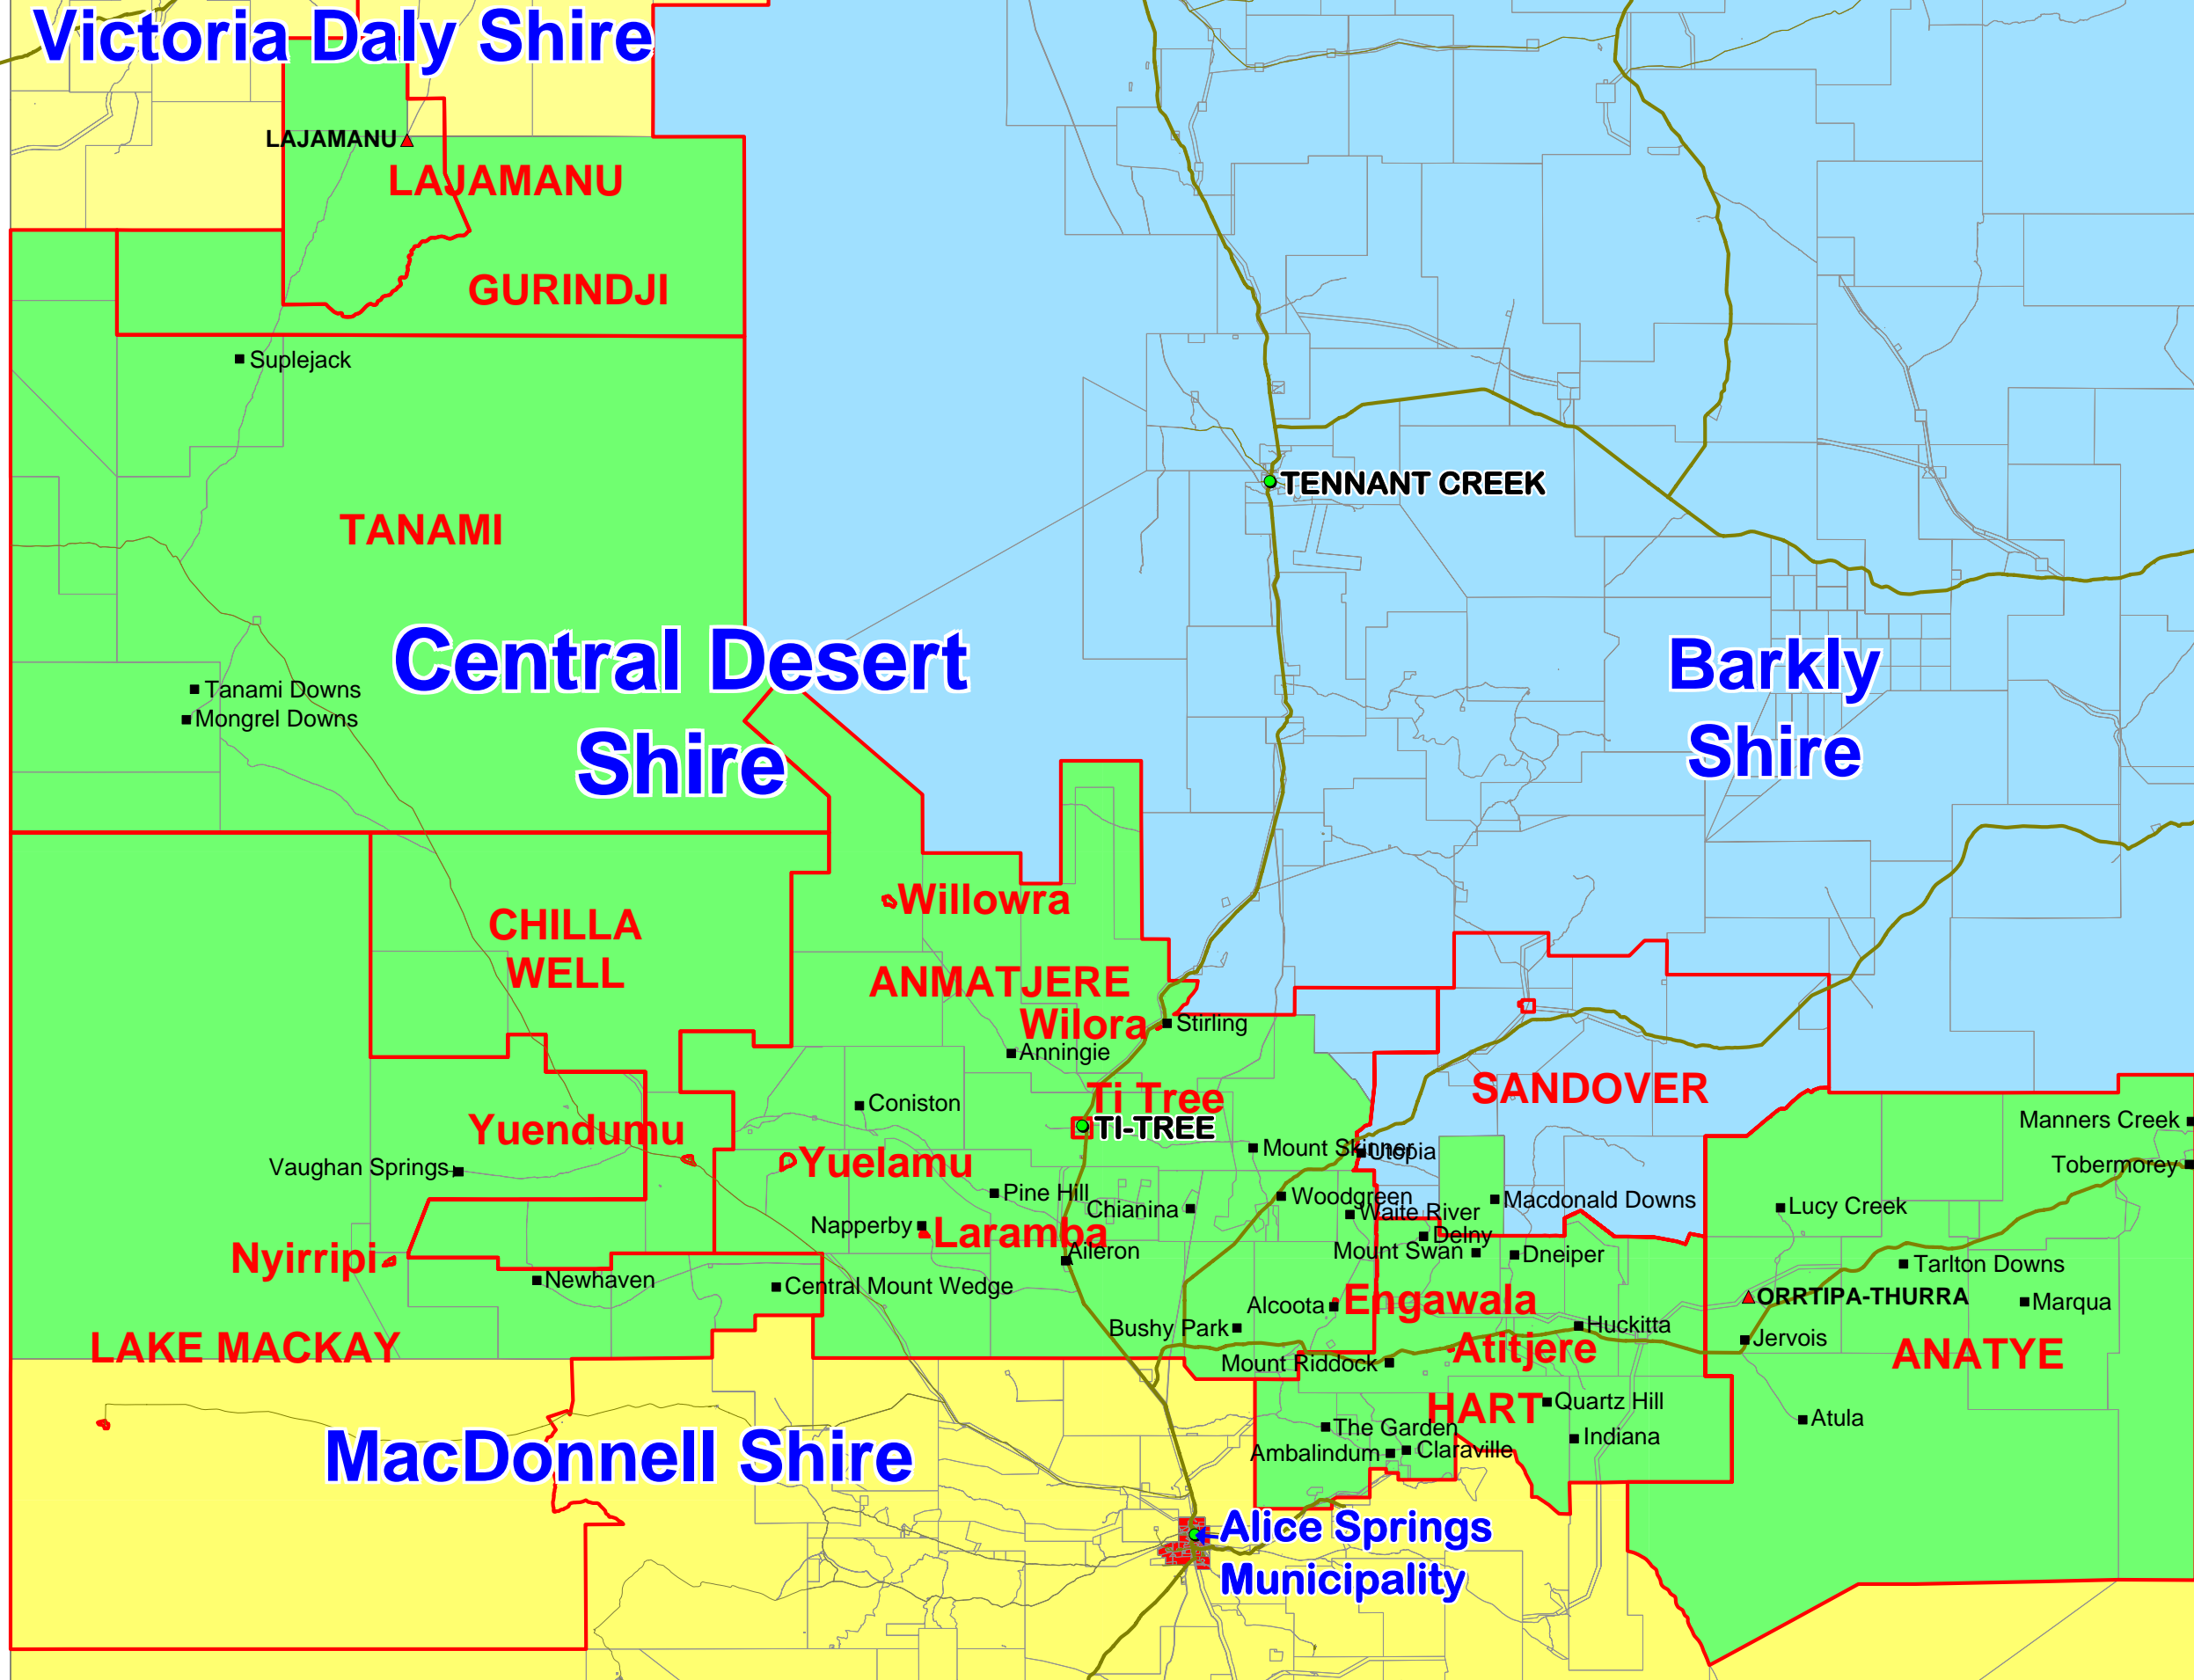 Victoria Daly Shire
LAJAMANU
LAJAMANU
GURINDJI
Suplejack
TENNANT CREEK
TANAMI
Central Desert
Shire
Barkly
Shire
Tanami Downs
Mongrel Downs
Willowra
CHILLA
WELL
ANMATJERE
Wilora
Stirling
Anningie
SANDOVER
Coniston
Ti Tree
TI-TREE
Manners Creek
Yuendumu
Mount Skinner
Utopia
Yuelamu
Vaughan Springs
Tobermorey
Pine Hill
Woodgreen
Macdonald Downs
Chianina
Waite River
Lucy Creek
Napperby
Laramba
Delny
Aileron
Mount Swan
Dneiper
Nyirripi
Tarlton Downs
Newhaven
Central Mount Wedge
Alcoota
Engawala
ORRTIPA-THURRA
Marqua
Bushy Park
Huckitta
Jervois
LAKE MACKAY
Atitjere
ANATYE
Mount Riddock
HART
Quartz Hill
Atula
The Garden
Indiana
Ambalindum
Claraville
MacDonnell Shire
Alice Springs
Municipality